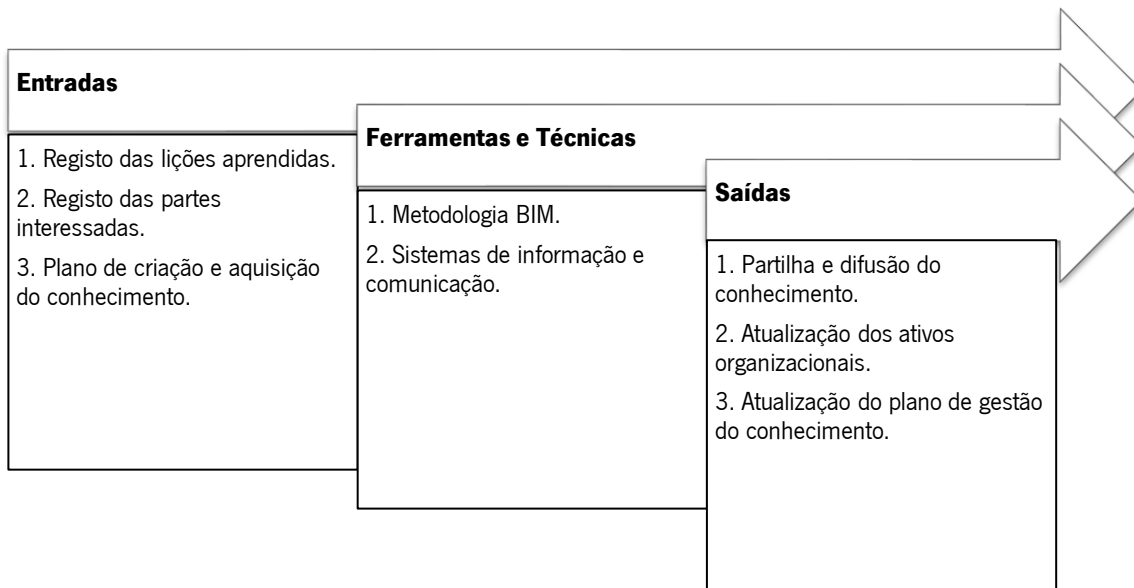 Entradas
1. Registo das lições aprendidas.
2. Registo das partes
interessadas.
3. Plano de criação e aquisição
do conhecimento.
Ferramentas e Técnicas
1. Metodologia BIM.
2. Sistemas de informação e
comunicação.
Saídas
1. Partilha e difusão do
conhecimento.
2. Atualização dos ativos
organizacionais.
3. Atualização do plano de gestão
do conhecimento.